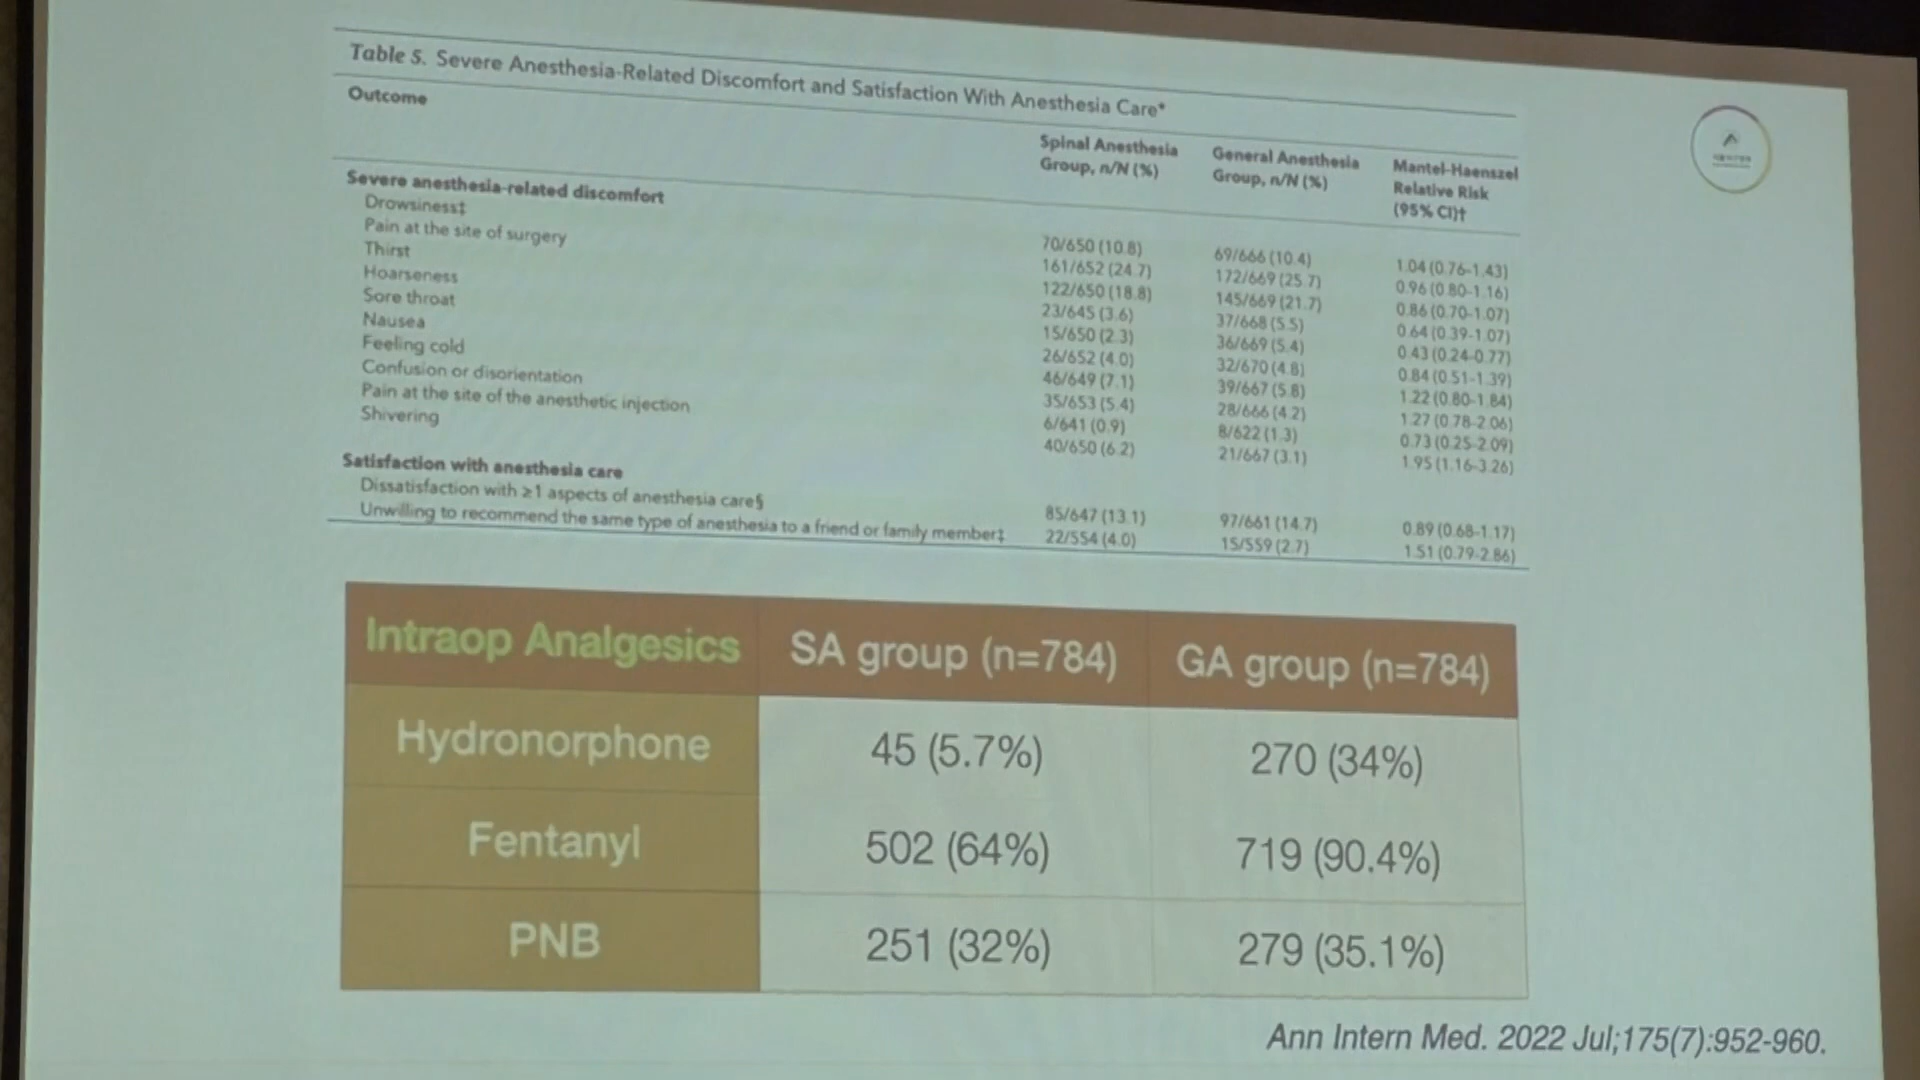 Table 5. Severe Anesthesia-Related Discomfort and Satisfaction With Anesthesia Care*
Outcome Spinal Anesthesia Group, n/N (%) General Anesthesia Group, n/N (%) Mantel-Haenszel Relative Risk (95% CI)†
Severe anesthesia-related discomfort
Drowsiness‡ 70/650 (10.8) 69/666 (10.4) 1.04 (0.76-1.43)
Pain at the site of surgery 161/652 (24.7) 172/669 (25.7) 0.96 (0.80-1.16)
Thirst 122/650 (18.8) 145/669 (21.7) 0.86 (0.70-1.07)
Hoarseness 23/645 (3.6) 37/668 (5.5) 0.64 (0.39-1.07)
Sore throat 15/650 (2.3) 36/669 (5.4) 0.43 (0.24-0.77)
Nausea 26/652 (4.0) 32/670 (4.8) 0.84 (0.51-1.39)
Feeling cold 46/649 (7.1) 39/667 (5.8) 1.22 (0.80-1.84)
Confusion or disorientation 35/653 (5.4) 28/666 (4.2) 1.27 (0.78-2.06)
Pain at the site of the anesthetic injection 6/641 (0.9) 8/622 (1.3) 0.73 (0.25-2.09)
Shivering 40/650 (6.2) 21/667 (3.1) 1.95 (1.16-3.26)
Satisfaction with anesthesia care
Dissatisfaction with ≥1 aspects of anesthesia care§ 85/647 (13.1) 97/661 (14.7) 0.89 (0.68-1.17)
Unwilling to recommend the same type of anesthesia to a friend or family member‡ 22/554 (4.0) 15/559 (2.7) 1.51 (0.79-2.86)
Intraop Analgesics SA group (n=784) GA group (n=784)
Hydronorphone 45 (5.7%) 270 (34%)
Fentanyl 502 (64%) 719 (90.4%)
PNB 251 (32%) 279 (35.1%)
Ann Intern Med. 2022 Jul;175(7):952-960.